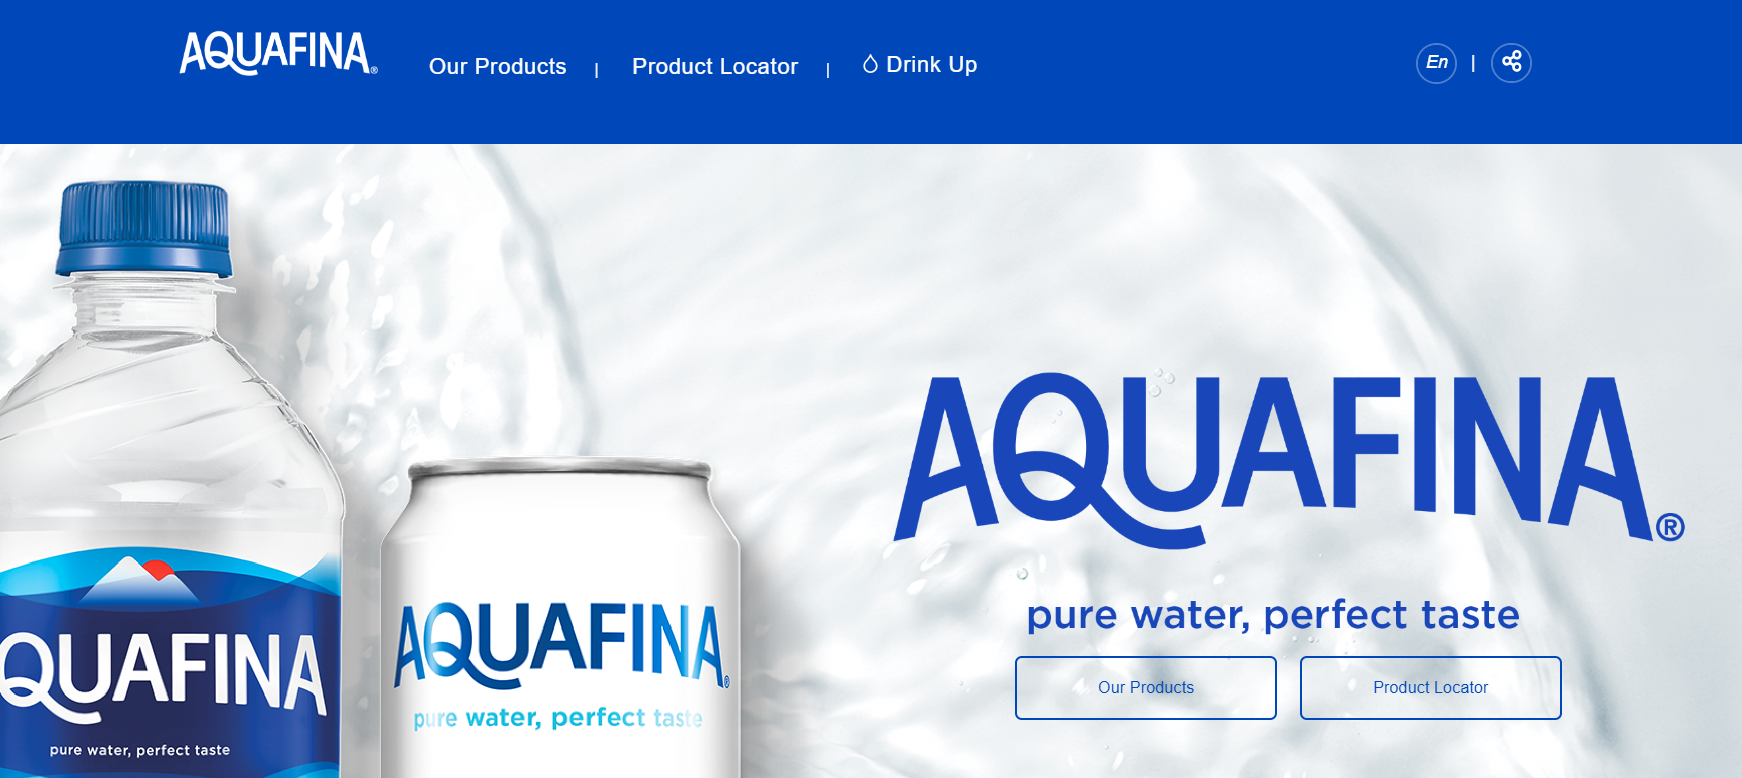 AQUAFINA®
Our Products | Product Locator | Drink Up
En |
AQUAFINA®
pure water, perfect taste
Our Products
Product Locator
QUAFINA
pure water, perfect taste
AQUAFINA®
pure water, perfect taste